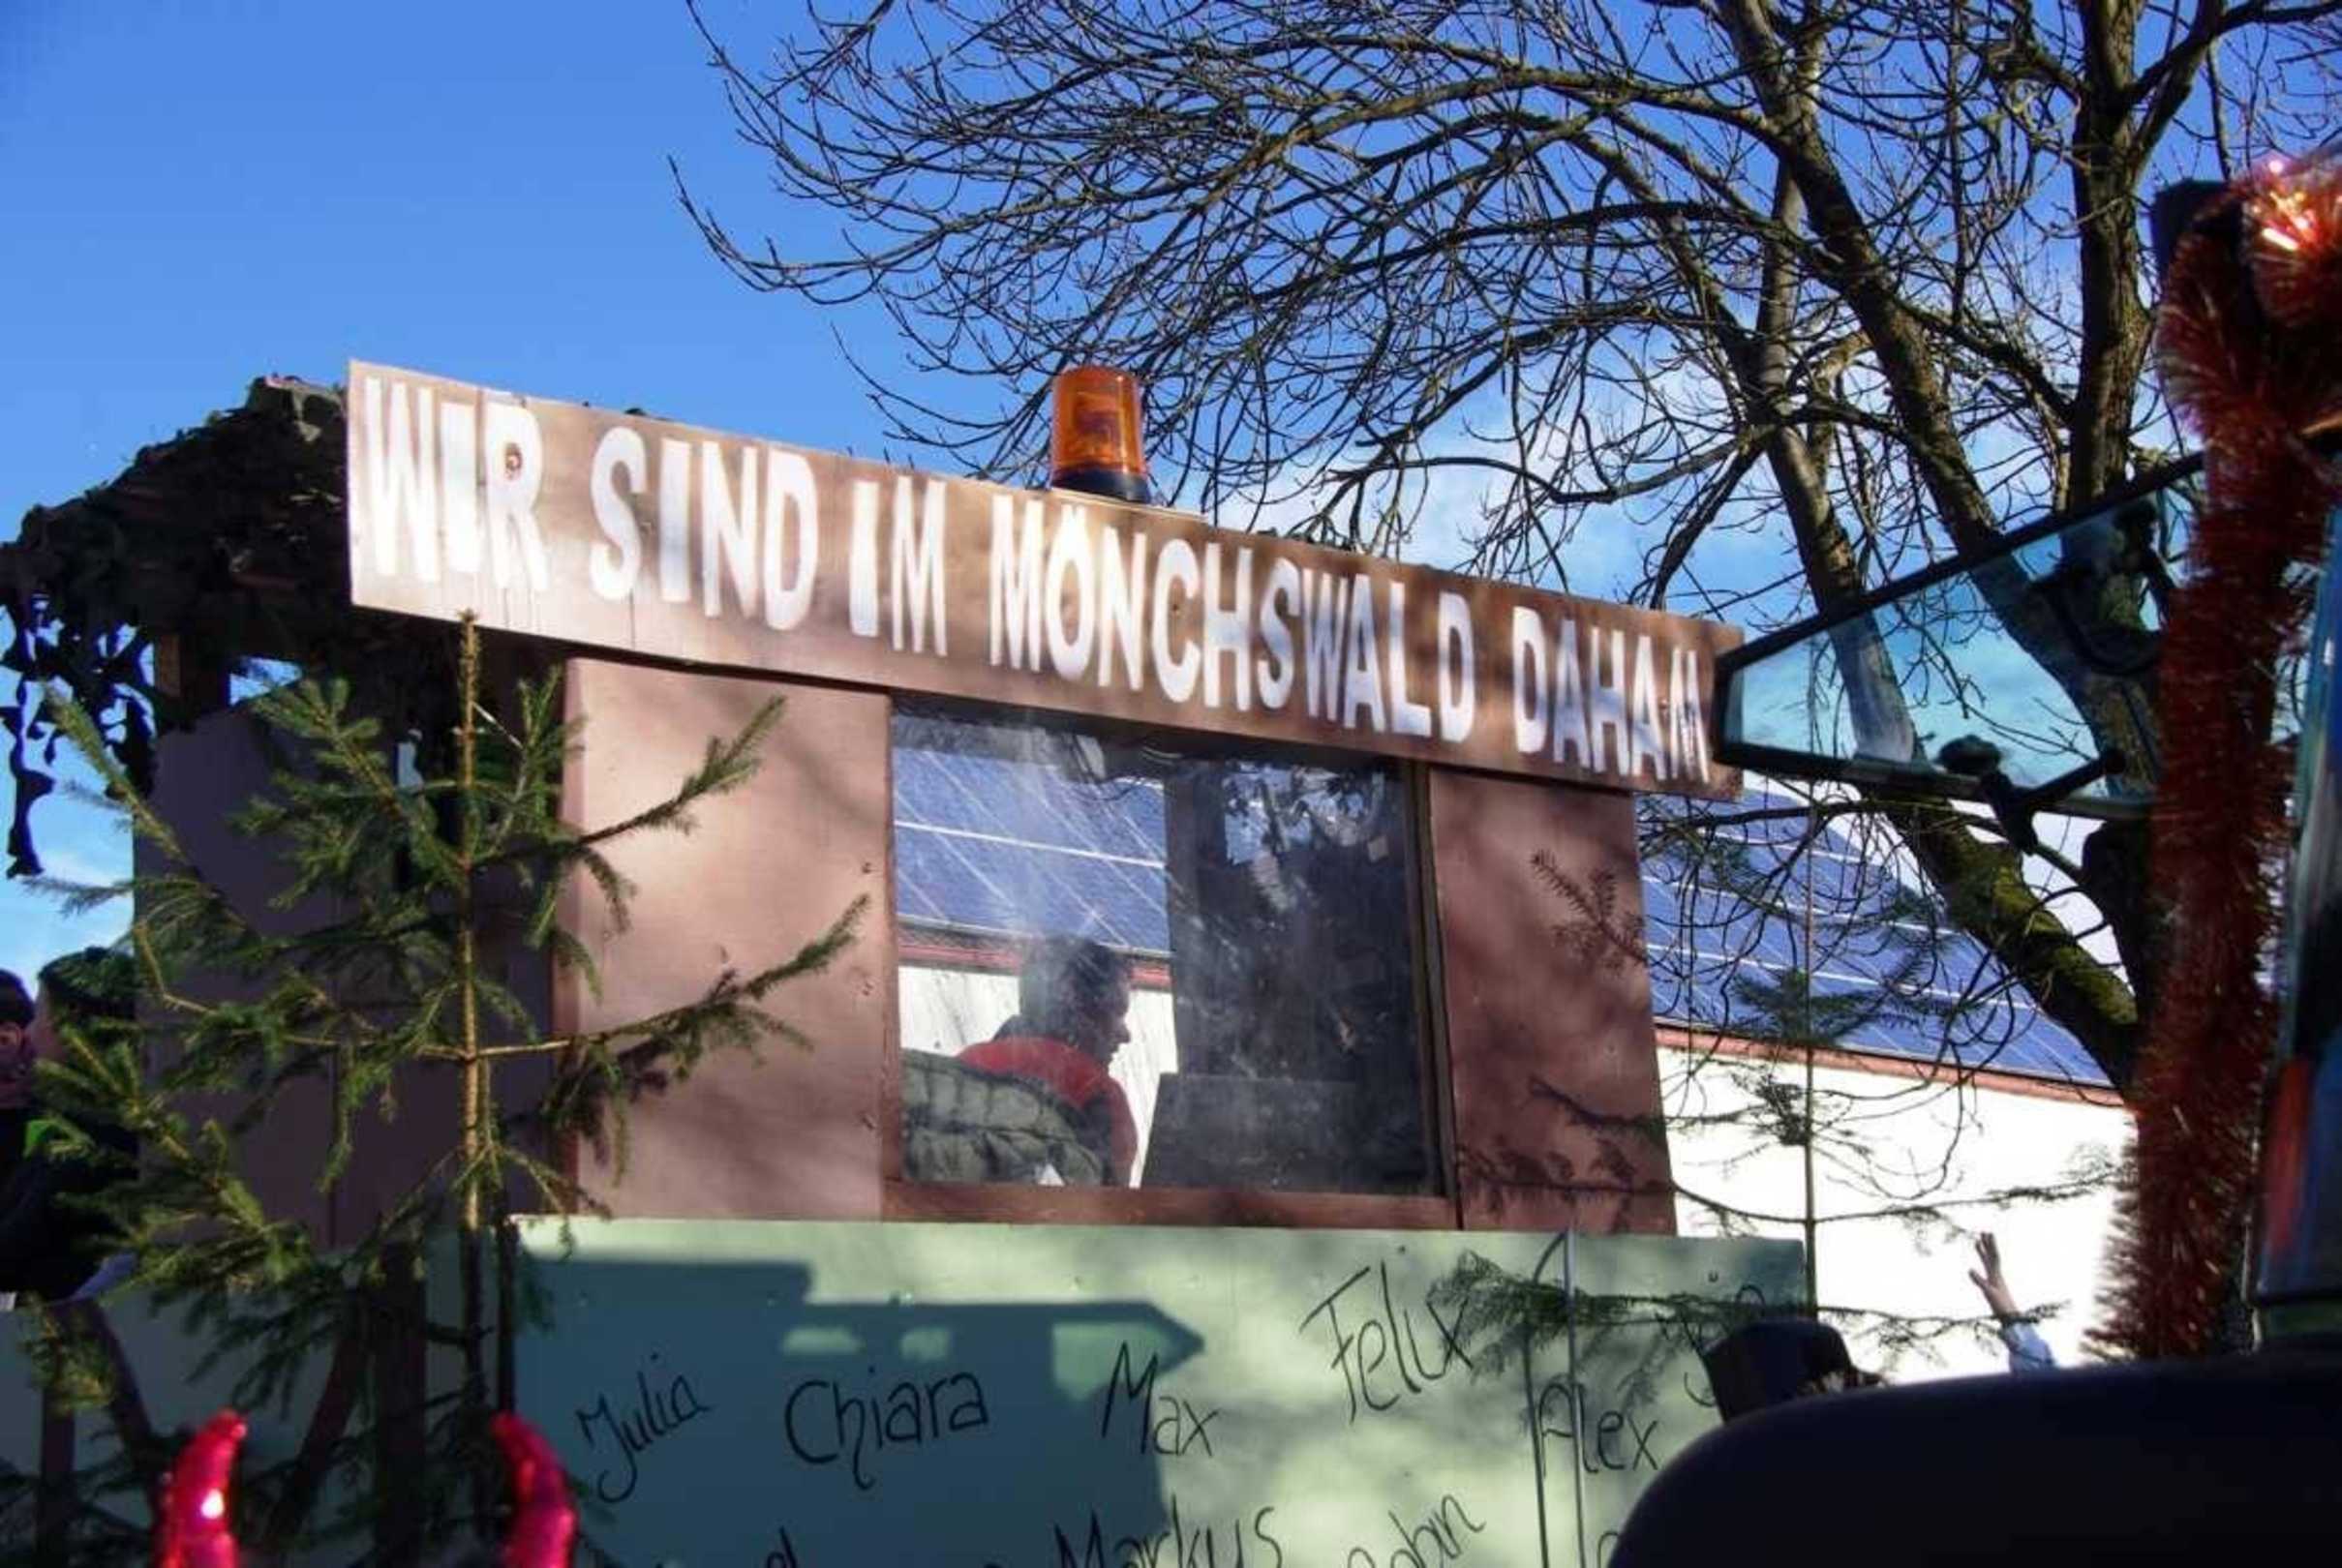 WIR SIND IM MÖNCHSWALD DAHAM
Felix
Julia Chiara Max Alex
Markus